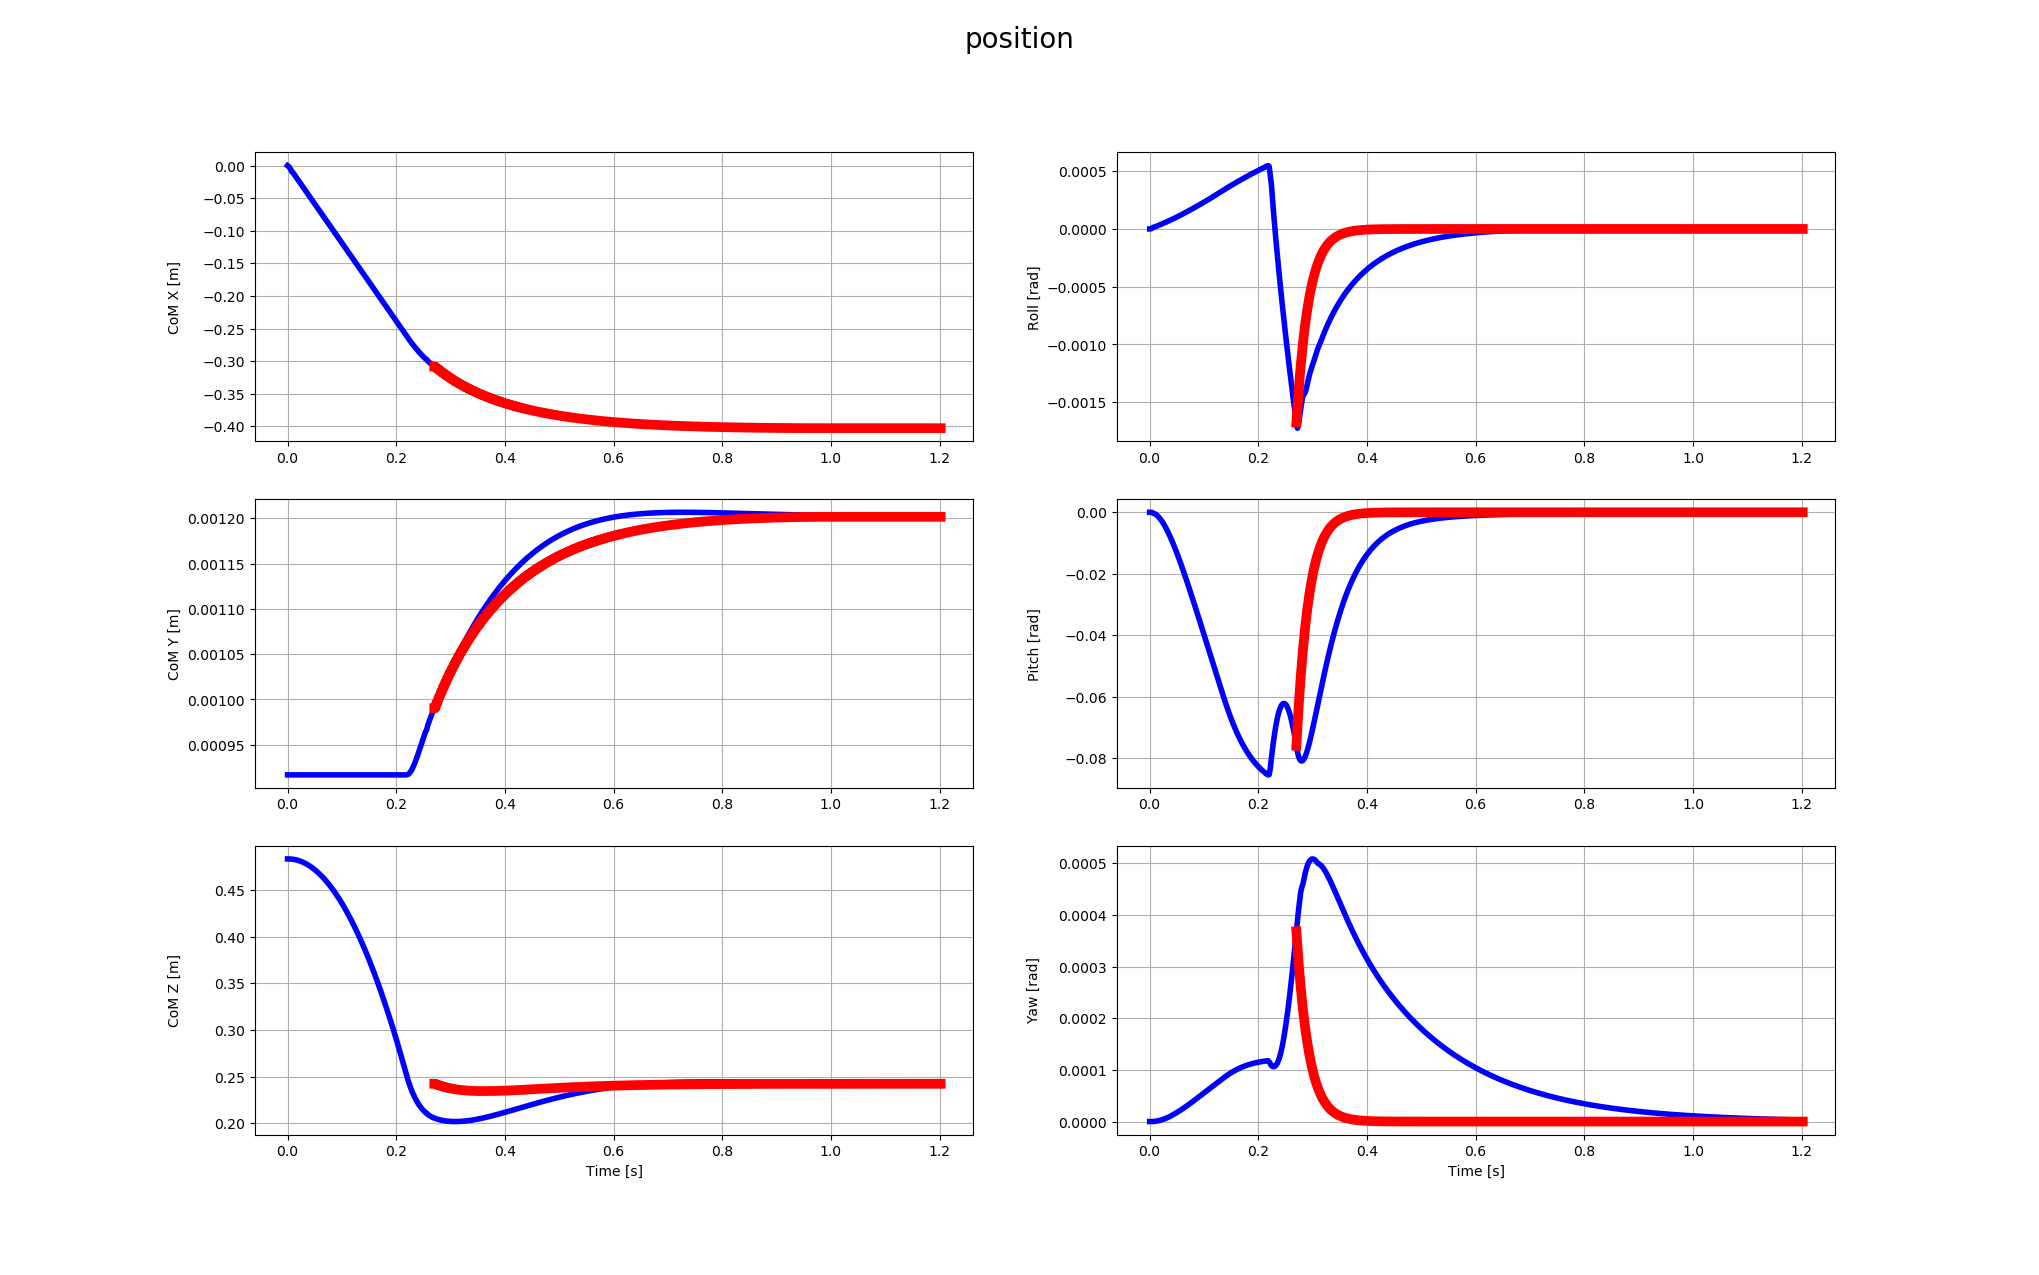 position
CoM X [m]
0.00
−0.05
−0.10
−0.15
−0.20
−0.25
−0.30
−0.35
−0.40
0.0 0.2 0.4 0.6 0.8 1.0 1.2
Roll [rad]
0.0005
0.0000
−0.0005
−0.0010
−0.0015
0.0 0.2 0.4 0.6 0.8 1.0 1.2
CoM Y [m]
0.00120
0.00115
0.00110
0.00105
0.00100
0.00095
0.0 0.2 0.4 0.6 0.8 1.0 1.2
Pitch [rad]
0.00
−0.02
−0.04
−0.06
−0.08
0.0 0.2 0.4 0.6 0.8 1.0 1.2
CoM Z [m]
0.45
0.40
0.35
0.30
0.25
0.20
0.0 0.2 0.4 0.6 0.8 1.0 1.2
Time [s]
Yaw [rad]
0.0005
0.0004
0.0003
0.0002
0.0001
0.0000
0.0 0.2 0.4 0.6 0.8 1.0 1.2
Time [s]